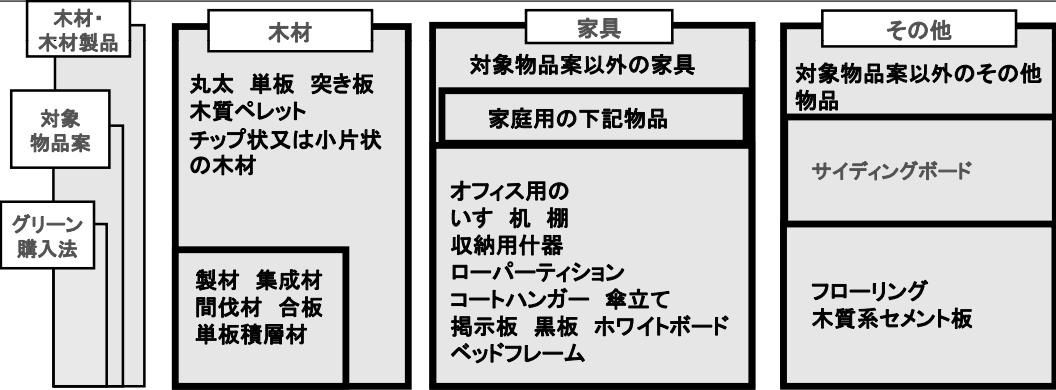 木材・
木材製品
対象
物品案
グリーン
購入法
木材
丸太 単板 突き板
木質ペレット
チップ状又は小片状
の木材
製材 集成材
間伐材 合板
単板積層材
家具
対象物品案以外の家具
家庭用の下記物品
オフィス用の
いす 机 棚
収納用什器
ローパーティション
コートハンガー 傘立て
掲示板 黒板 ホワイトボード
ベッドフレーム
その他
対象物品案以外のその他
物品
サイディングボード
フローリング
木質系セメント板